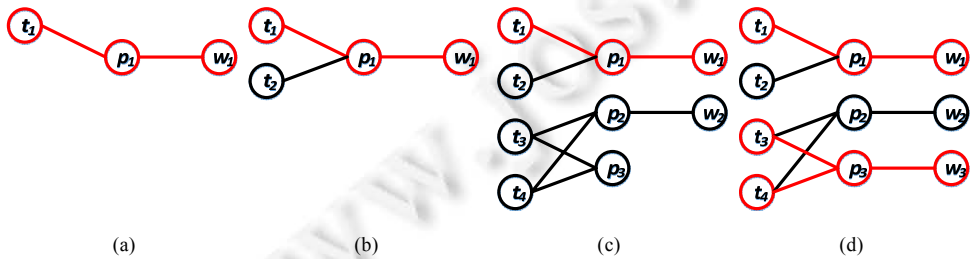 t₁ p₁ w₁
t₁ t₂ p₁ w₁
t₁ t₂ p₁ w₁ t₃ t₄ p₂ p₃ w₂
t₁ t₂ p₁ w₁ t₃ t₄ p₂ p₃ w₂ w₃
(a) (b) (c) (d)